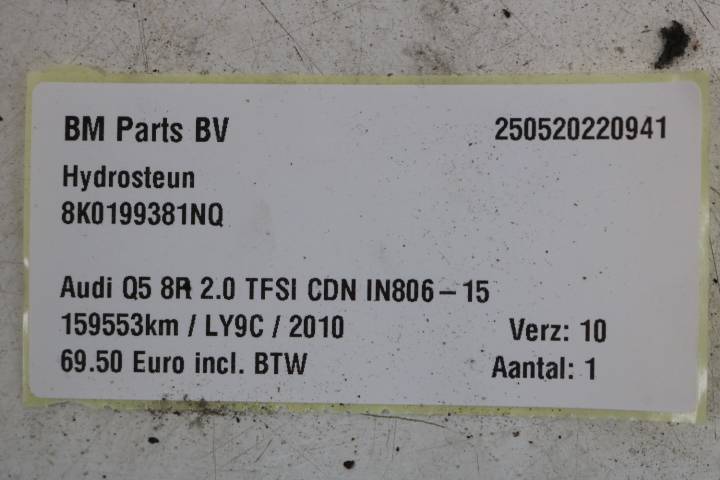 BM Parts BV 250520220941
Hydrosteun
8K0199381NQ
Audi Q5 8R 2.0 TFSI CDN IN806-15
159553km / LY9C / 2010 Verz: 10
69.50 Euro incl. BTW Aantal: 1